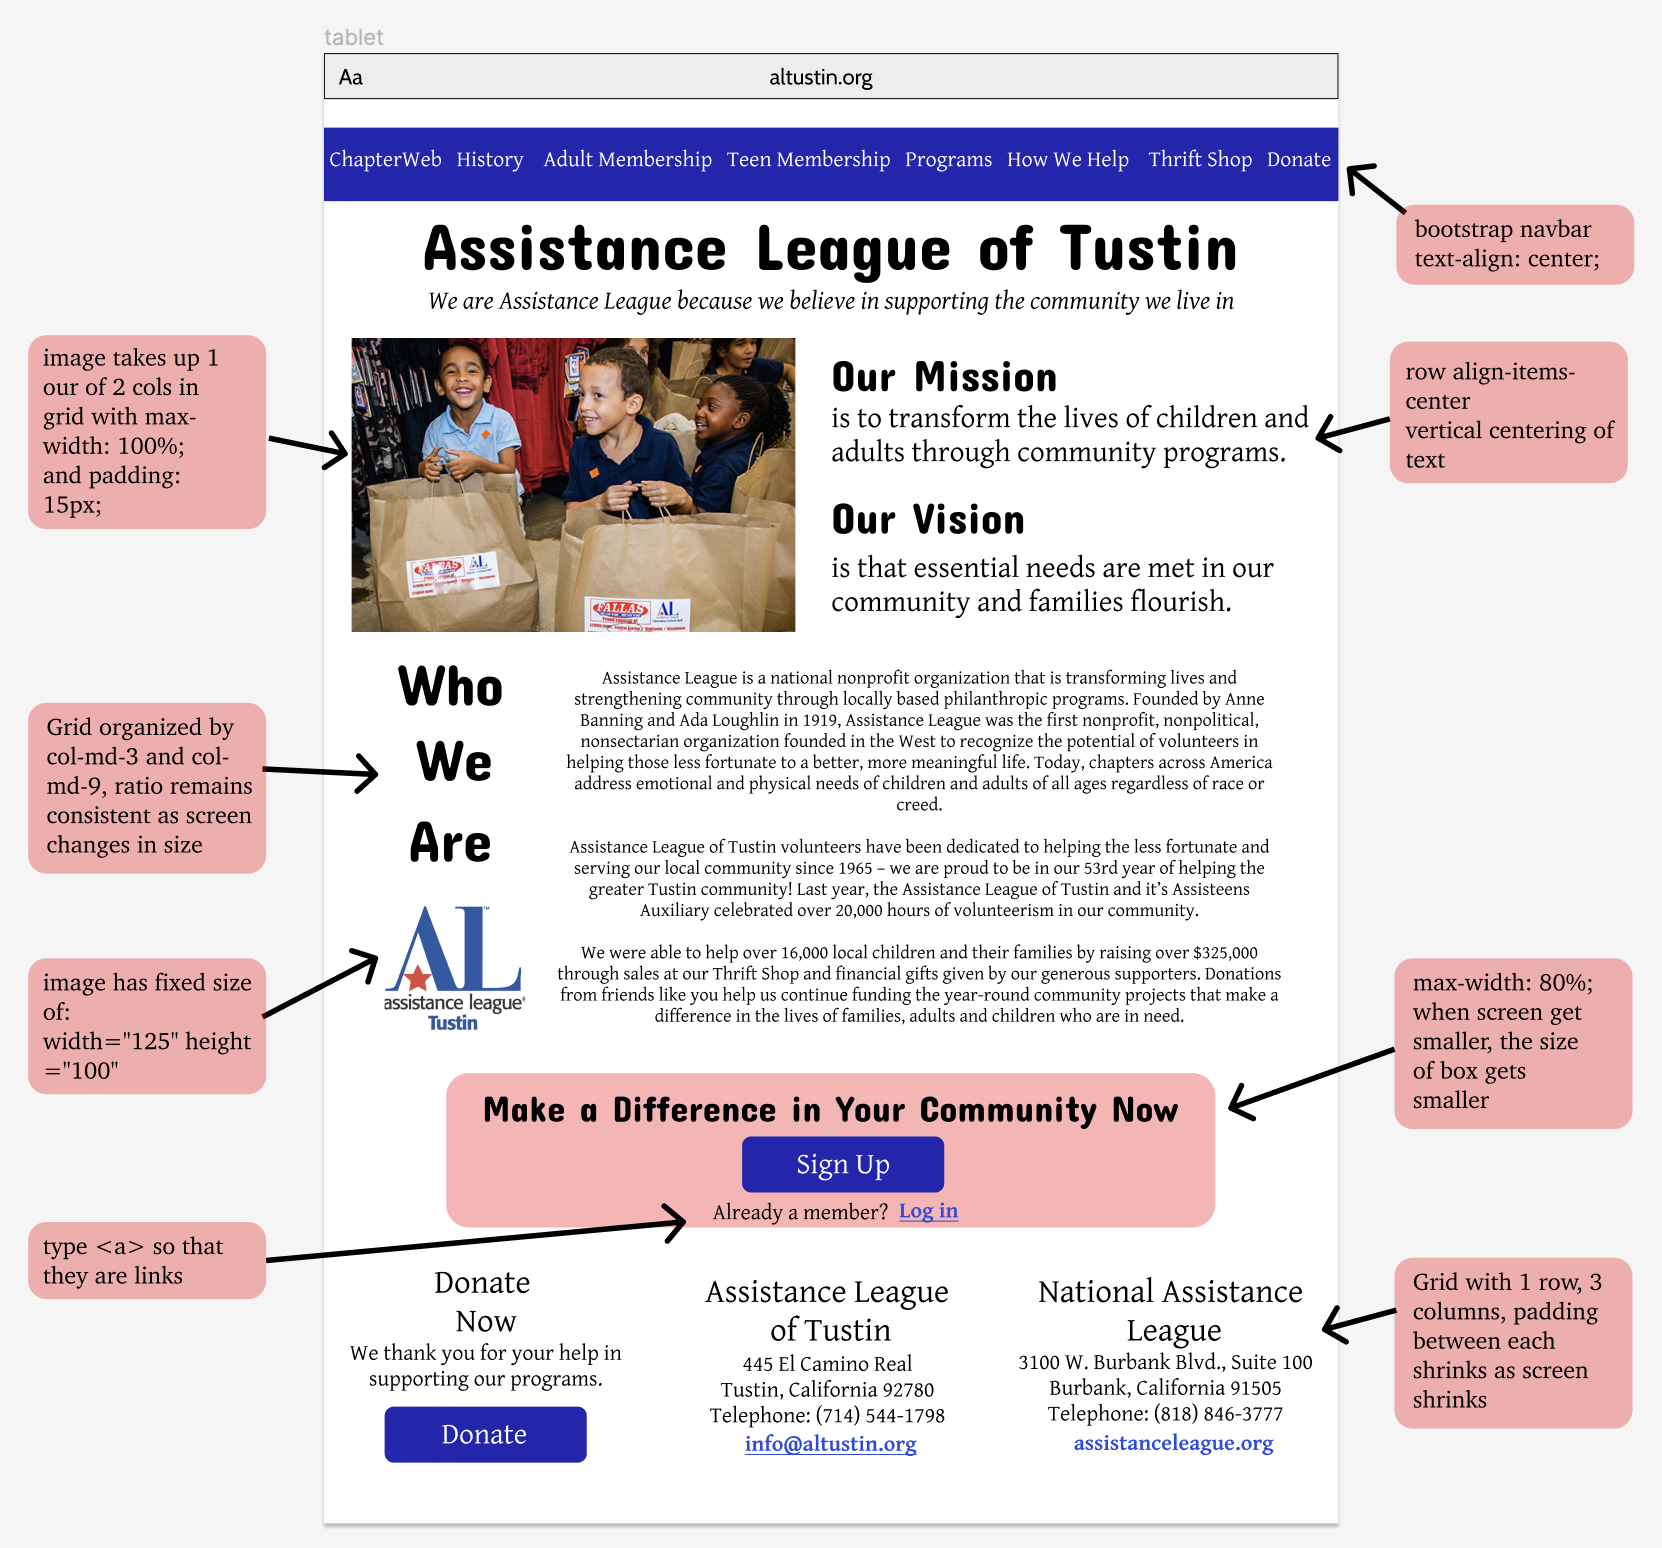 tablet
Aa
altustin.org
ChapterWeb History Adult Membership Teen Membership Programs How We Help Thrift Shop Donate
bootstrap navbar
text-align: center;
Assistance League of Tustin
We are Assistance League because we believe in supporting the community we live in
image takes up 1
our of 2 cols in
grid with max-
width: 100%;
and padding:
15px;
FALLAS
AL
FALLAS
AL
Our Mission
is to transform the lives of children and
adults through community programs.
Our Vision
is that essential needs are met in our
community and families flourish.
row align-items-
center
vertical centering of
text
Grid organized by
col-md-3 and col-
md-9, ratio remains
consistent as screen
changes in size
Who
We
Are
Assistance League is a national nonprofit organization that is transforming lives and
strengthening community through locally based philanthropic programs. Founded by Anne
Banning and Ada Loughlin in 1919, Assistance League was the first nonprofit, nonpolitical,
nonsectarian organization founded in the West to recognize the potential of volunteers in
helping those less fortunate to a better, more meaningful life. Today, chapters across America
address emotional and physical needs of children and adults of all ages regardless of race or
creed.
Assistance League of Tustin volunteers have been dedicated to helping the less fortunate and
serving our local community since 1965 – we are proud to be in our 53rd year of helping the
greater Tustin community! Last year, the Assistance League of Tustin and it's Assisteens
Auxiliary celebrated over 20,000 hours of volunteerism in our community.
We were able to help over 16,000 local children and their families by raising over $325,000
through sales at our Thrift Shop and financial gifts given by our generous supporters. Donations
from friends like you help us continue funding the year-round community projects that make a
difference in the lives of families, adults and children who are in need.
image has fixed size
of:
width="125" height
="100"
AL™
assistance league®
Tustin
max-width: 80%;
when screen get
smaller, the size
of box gets
smaller
Make a Difference in Your Community Now
Sign Up
Already a member? Log in
type <a> so that
they are links
Donate
Now
We thank you for your help in
supporting our programs.
Donate
Assistance League
of Tustin
445 El Camino Real
Tustin, California 92780
Telephone: (714) 544-1798
info@altustin.org
National Assistance
League
3100 W. Burbank Blvd., Suite 100
Burbank, California 91505
Telephone: (818) 846-3777
assistanceleague.org
Grid with 1 row, 3
columns, padding
between each
shrinks as screen
shrinks